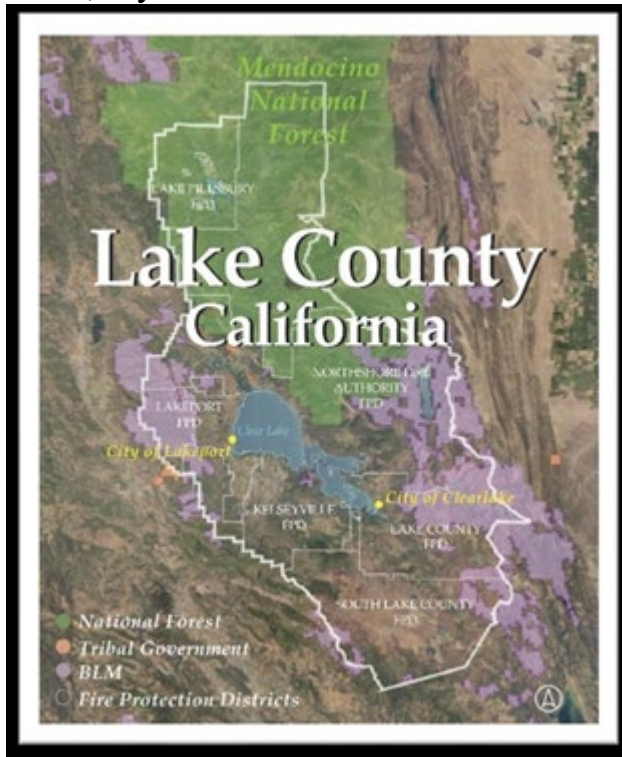 Mendocino
National
Forest
LAKE PILLSBURY
FPD
Lake County
California
NORTHSHORE FIRE
AUTHORITY
FPD
LAKEPORT
FPD
Clear Lake
City of Lakeport
City of Clearlake
KELSEYVILLE
FPD
LAKE COUNTY
FPD
SOUTH LAKE COUNTY
FPD
National Forest
Tribal Government
BLM
Fire Protection Districts